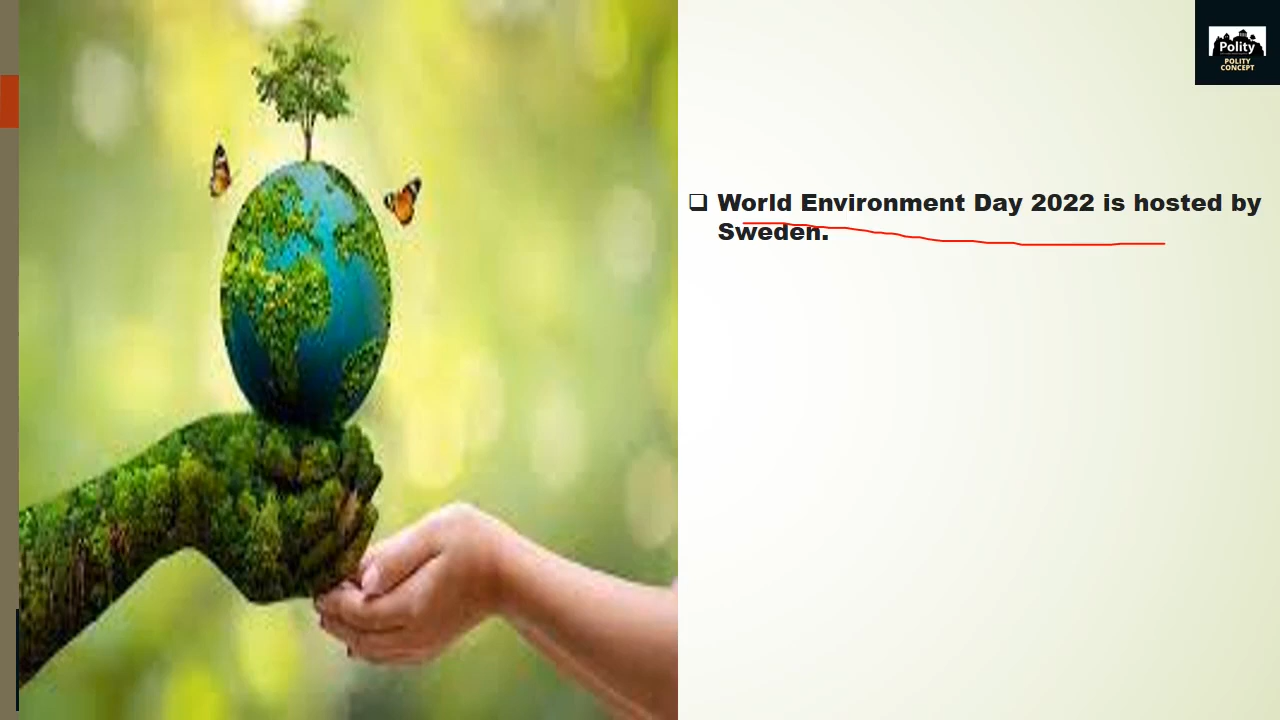 Polity
POLITY
CONCEPT
❑ World Environment Day 2022 is hosted by
Sweden.